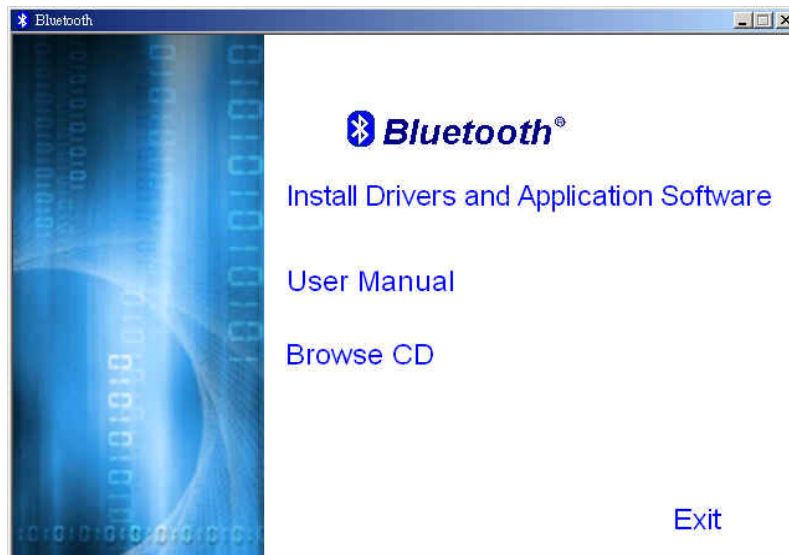 Bluetooth
Bluetooth®
Install Drivers and Application Software
User Manual
Browse CD
Exit